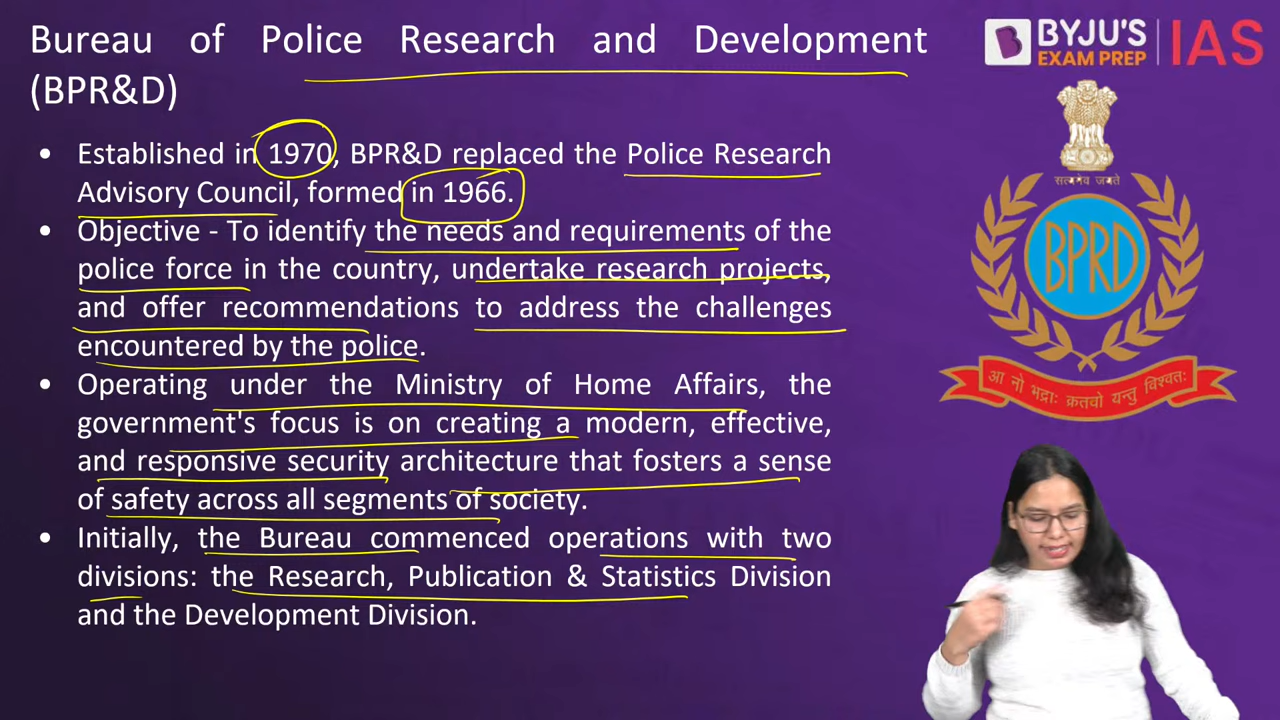 Bureau of Police Research and Development
(BPR&D)
BYJU'S
EXAM PREP
IAS
• Established in 1970, BPR&D replaced the Police Research
Advisory Council, formed in 1966.
• Objective - To identify the needs and requirements of the
police force in the country, undertake research projects,
and offer recommendations to address the challenges
encountered by the police.
• Operating under the Ministry of Home Affairs, the
government's focus is on creating a modern, effective,
and responsive security architecture that fosters a sense
of safety across all segments of society.
• Initially, the Bureau commenced operations with two
divisions: the Research, Publication & Statistics Division
and the Development Division.
सत्यमेव जयते
BPRD
आ नो भद्राः क्रतवो यन्तु विश्वतः